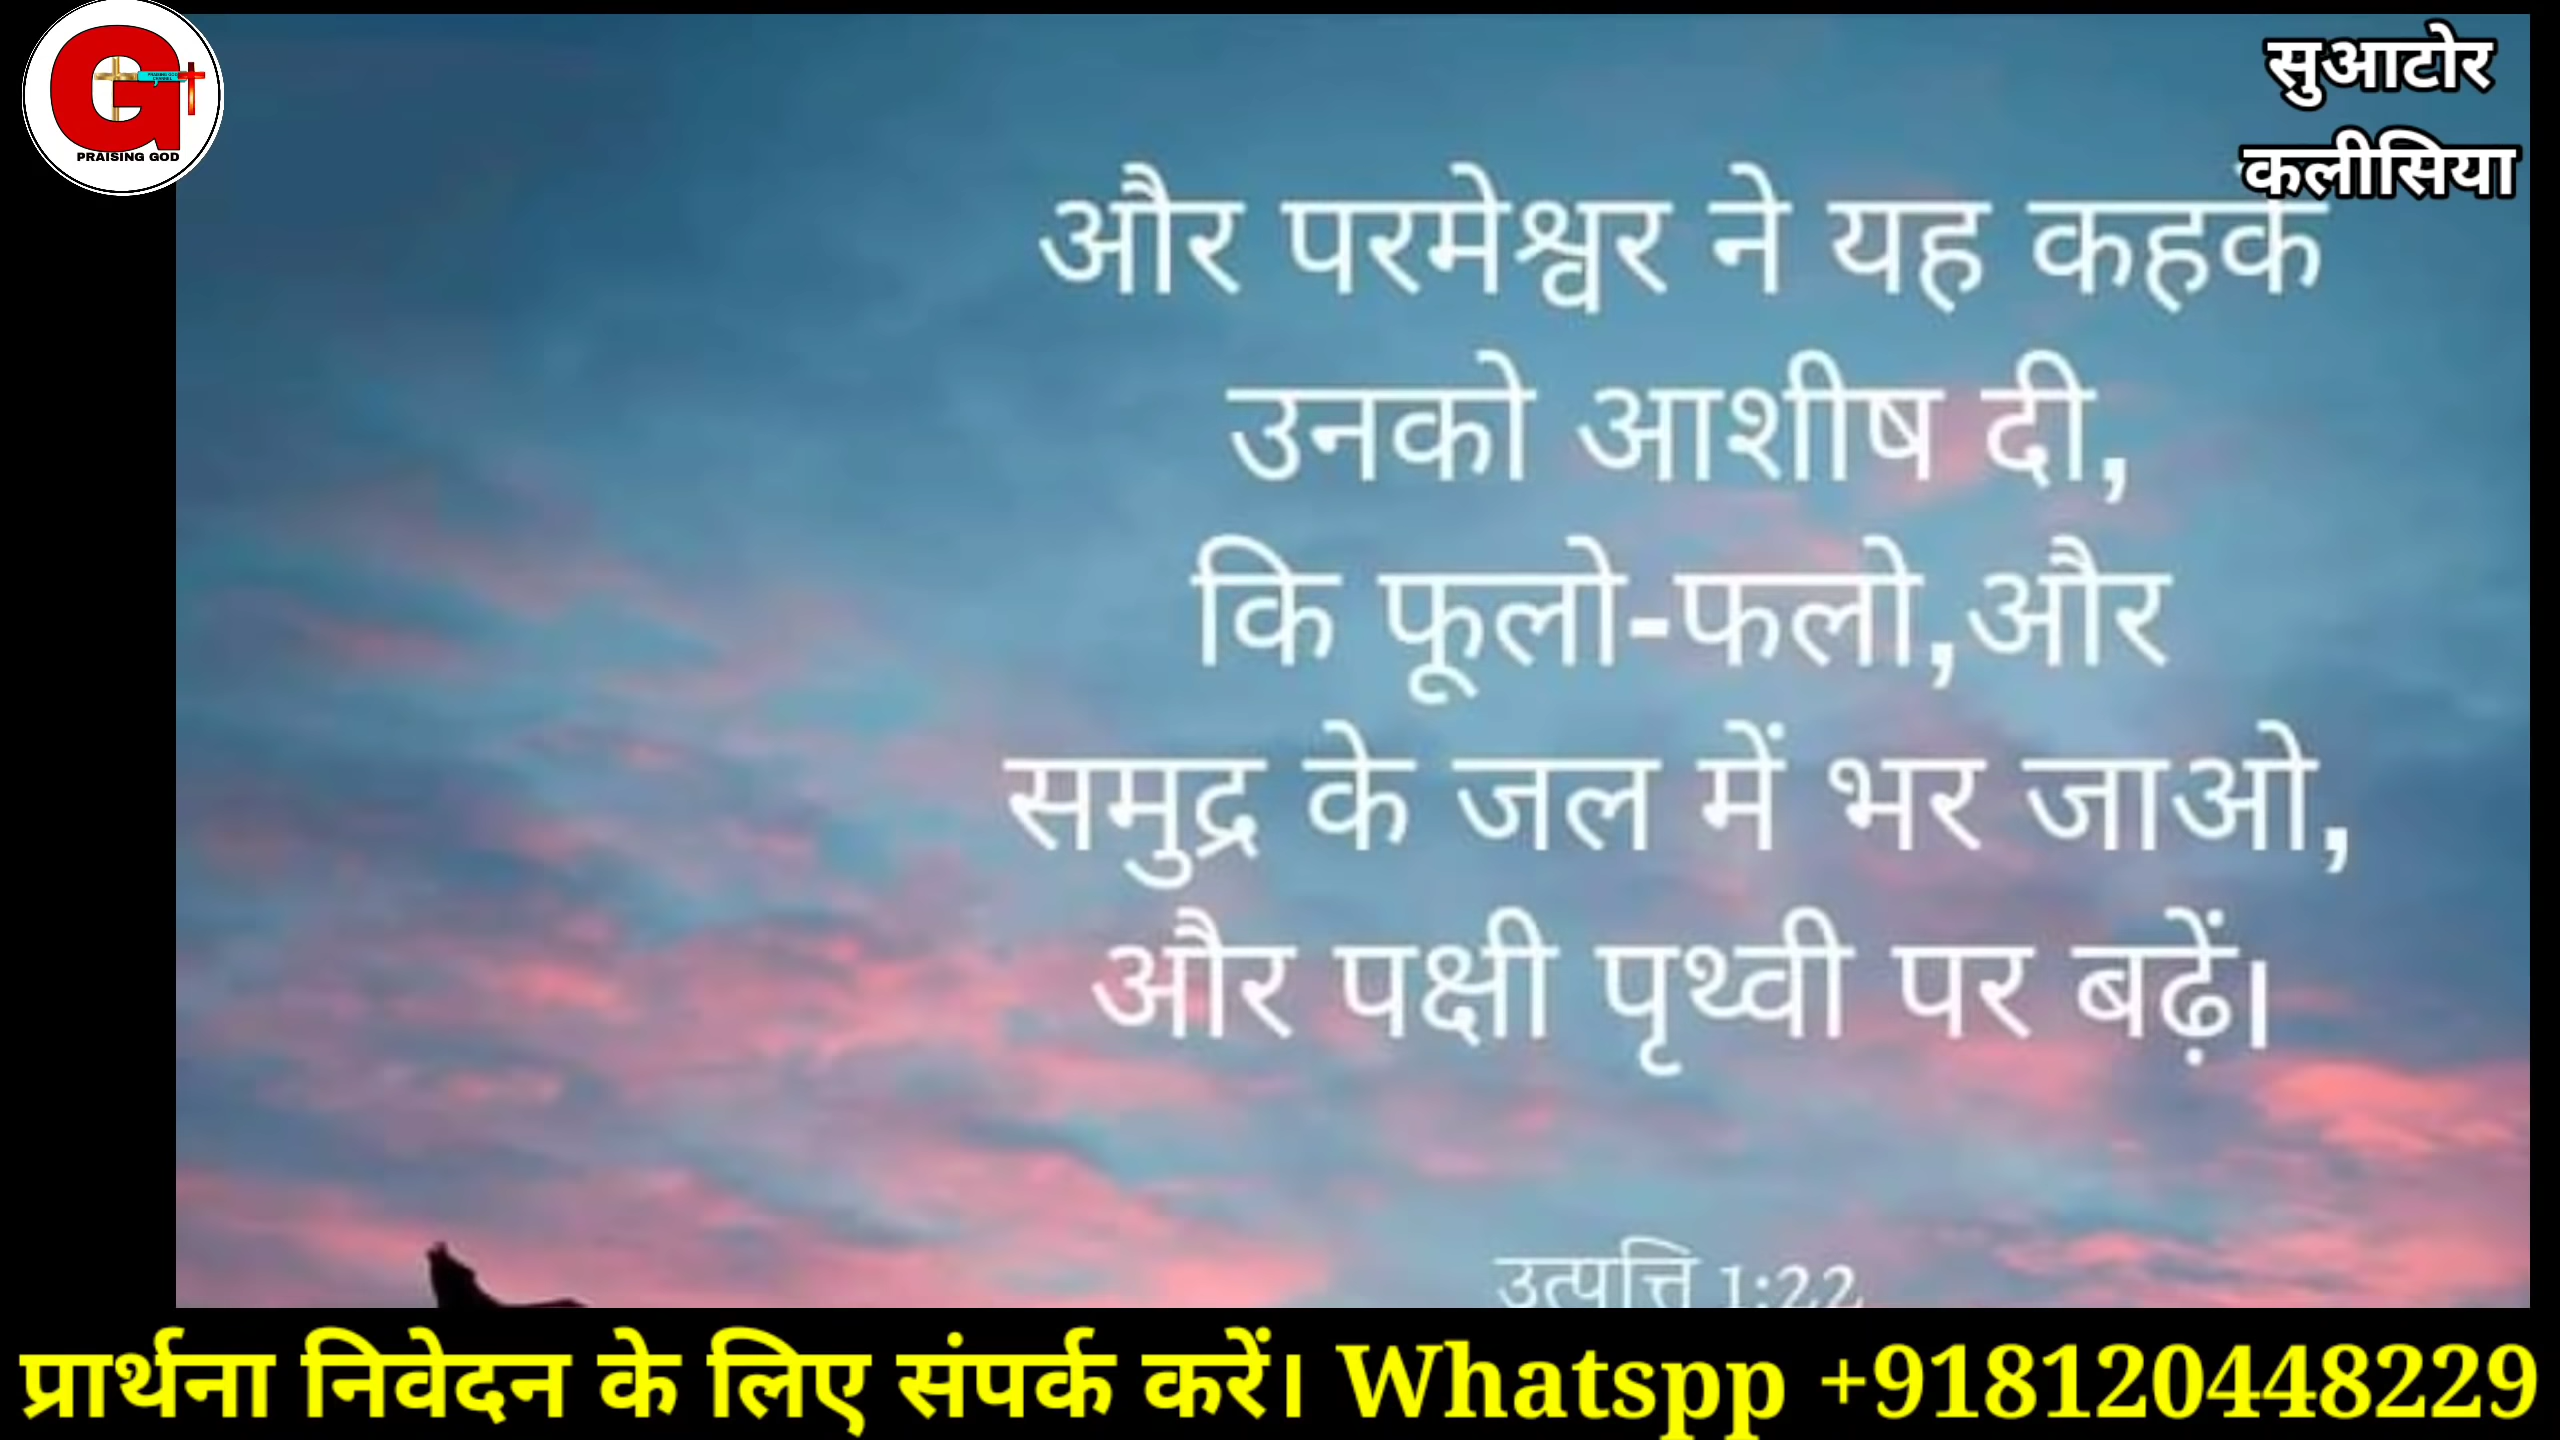 PRAISING GOD
सुआटोर
कलीसिया
और परमेश्वर ने यह कहके
उनको आशीष दी,
कि फूलो-फलो,और
समुद्र के जल में भर जाओ,
और पक्षी पृथ्वी पर बढ़ें।
उत्पत्ति 1:22
प्रार्थना निवेदन के लिए संपर्क करें। Whatspp +918120448229